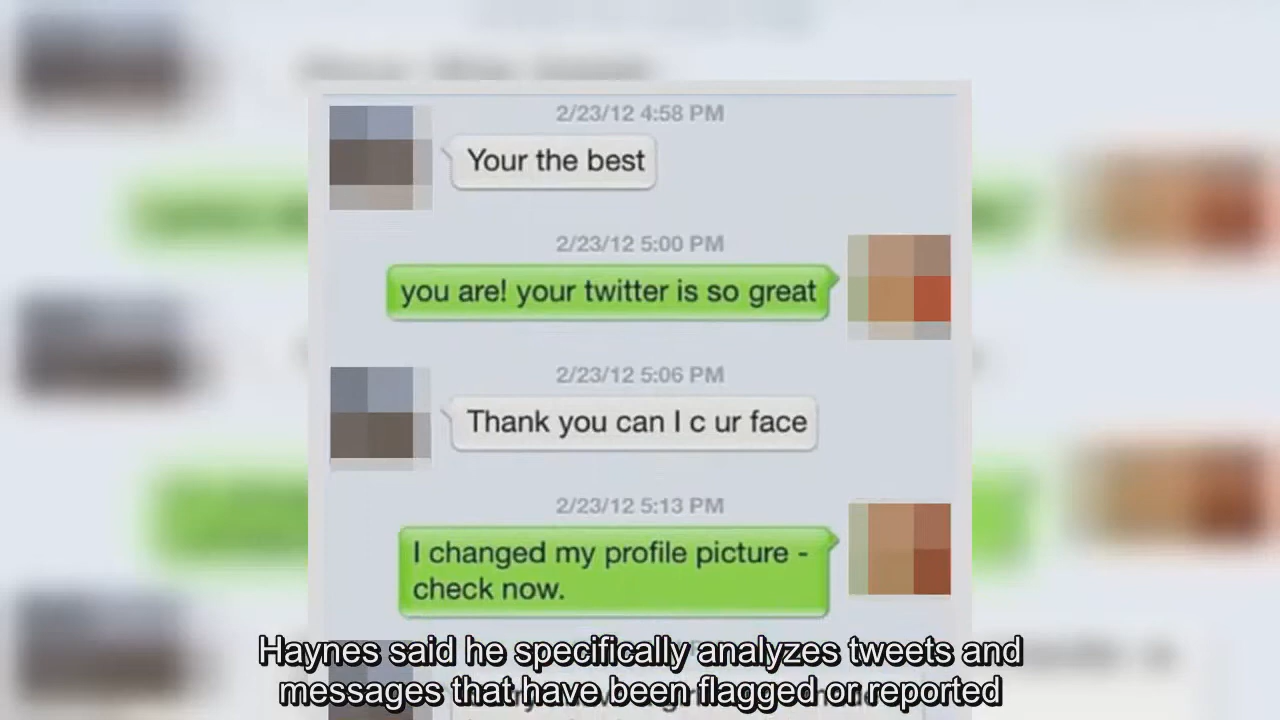 2/23/12 4:58 PM
Your the best
2/23/12 5:00 PM
you are! your twitter is so great
2/23/12 5:06 PM
Thank you can I c ur face
2/23/12 5:13 PM
I changed my profile picture -
check now.
Haynes said he specifically analyzes tweets and
messages that have been flagged or reported